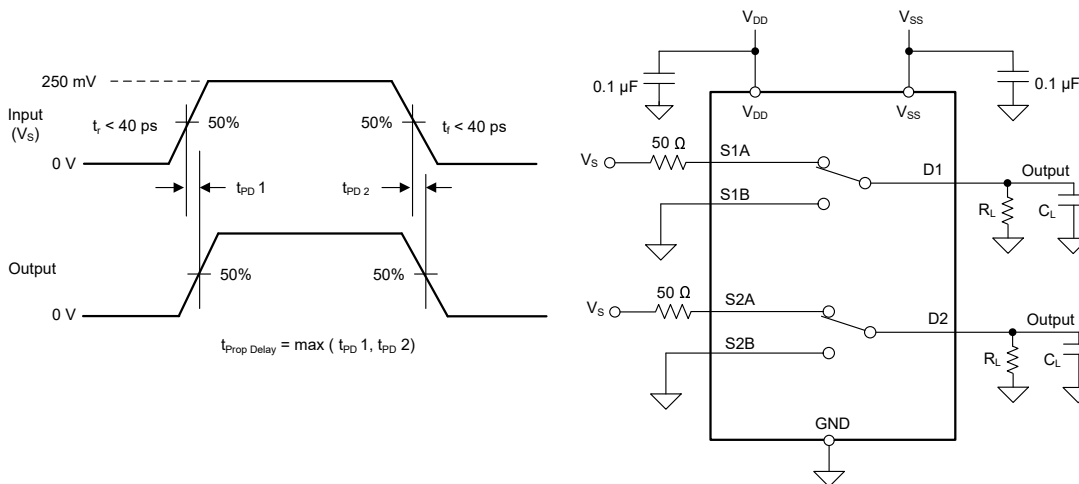 250 mV
Input
(VS)
tr < 40 ps
50%
50%
tf < 40 ps
0 V
tPD 1
tPD 2
Output
50%
50%
0 V
tProp Delay = max ( tPD 1, tPD 2)
VDD
VSS
0.1 µF
0.1 µF
VDD
VSS
VS
50 Ω
S1A
D1
Output
S1B
RL
CL
VS
50 Ω
S2A
D2
Output
S2B
RL
CL
GND